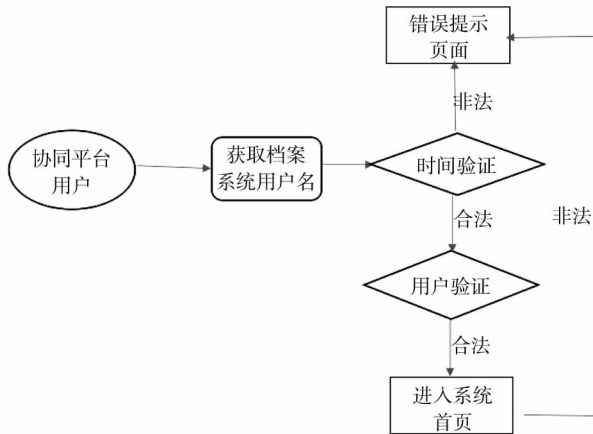 错误提示
页面
非法
协同平台
用户
获取档案
系统用户名
时间验证
合法
非法
用户验证
合法
进入系统
首页